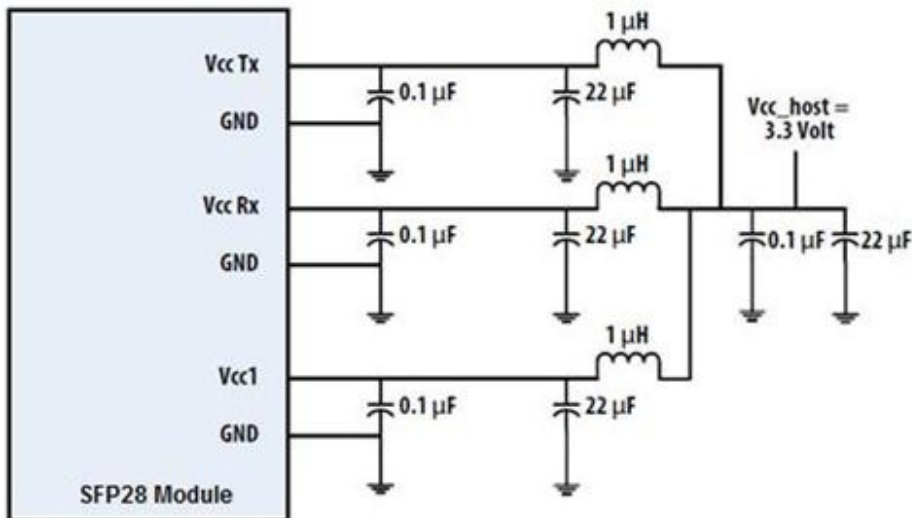 1 µH
Vcc Tx
0.1 µF
22 µF
GND
Vcc_host =
3.3 Volt
1 µH
Vcc Rx
0.1 µF
22 µF
0.1 µF
22 µF
GND
1 µH
Vcc1
0.1 µF
22 µF
GND
SFP28 Module